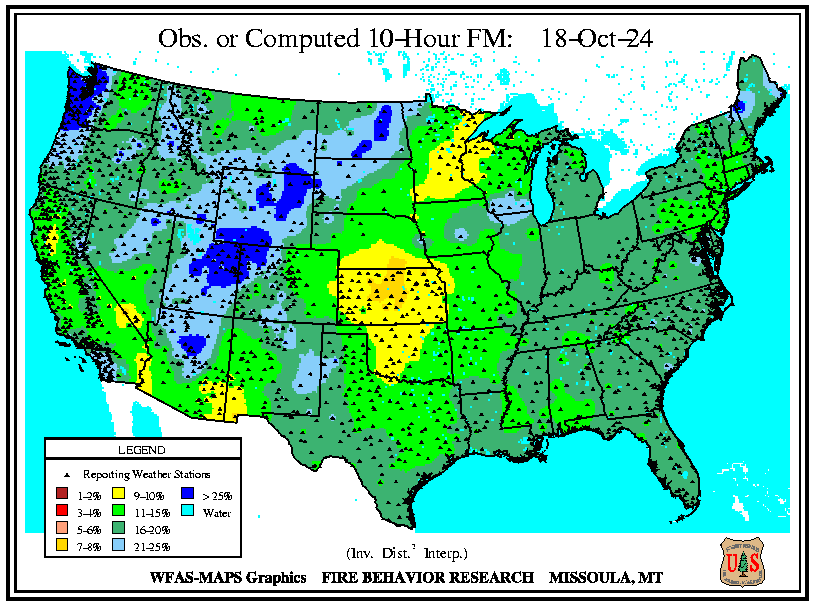 Obs. or Computed 10-Hour FM: 18-Oct-24
LEGEND
Reporting Weather Stations
1-2% 9-10% > 25%
3-4% 11-15% Water
5-6% 16-20%
7-8% 21-25%
(Inv. Dist.² Interp.)
WFAS-MAPS Graphics FIRE BEHAVIOR RESEARCH MISSOULA, MT
U S